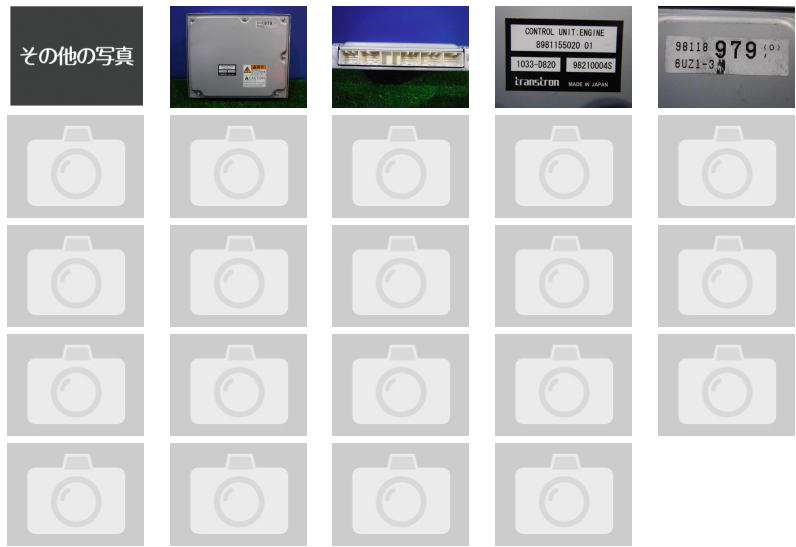 その他の写真
CONTROL UNIT:ENGINE
8981155020 01
1033-D820 98210004S
transtron MADE IN JAPAN
98118 979
6UZ1-3